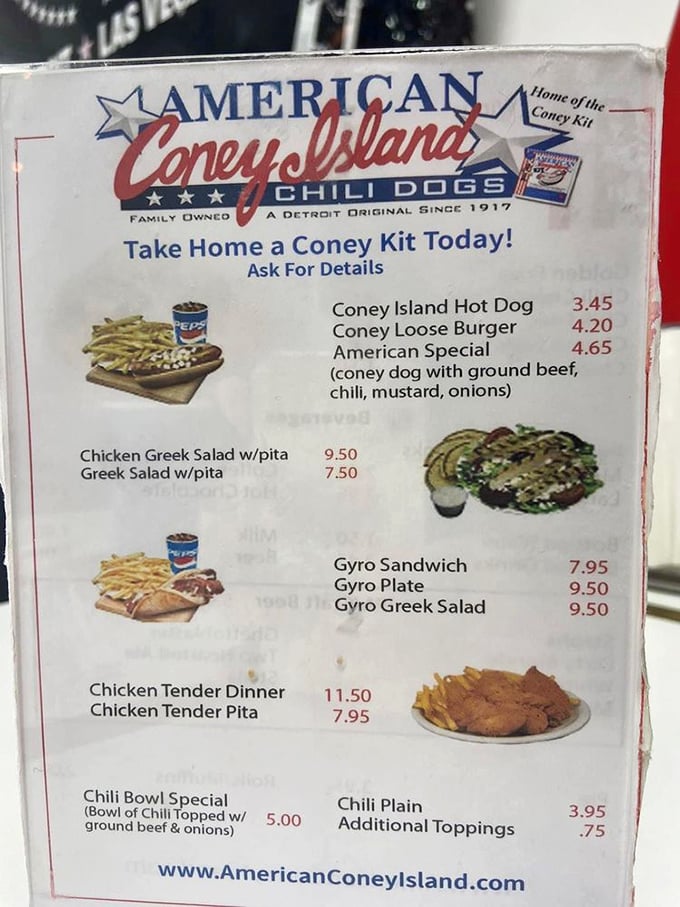 LAS VE
AMERICAN
Coney Island
CHILI DOGS
FAMILY OWNED
A DETROIT ORIGINAL SINCE 1917
Home of the
Coney Kit
Take Home a Coney Kit Today!
Ask For Details
PEPSI
Coney Island Hot Dog 3.45
Coney Loose Burger 4.20
American Special 4.65
(coney dog with ground beef,
chili, mustard, onions)
Chicken Greek Salad w/pita 9.50
Greek Salad w/pita 7.50
PEPSI
Gyro Sandwich 7.95
Gyro Plate 9.50
Gyro Greek Salad 9.50
Chicken Tender Dinner 11.50
Chicken Tender Pita 7.95
Chili Bowl Special
(Bowl of Chili Topped w/
ground beef & onions) 5.00
Chili Plain 3.95
Additional Toppings .75
www.AmericanConeyIsland.com